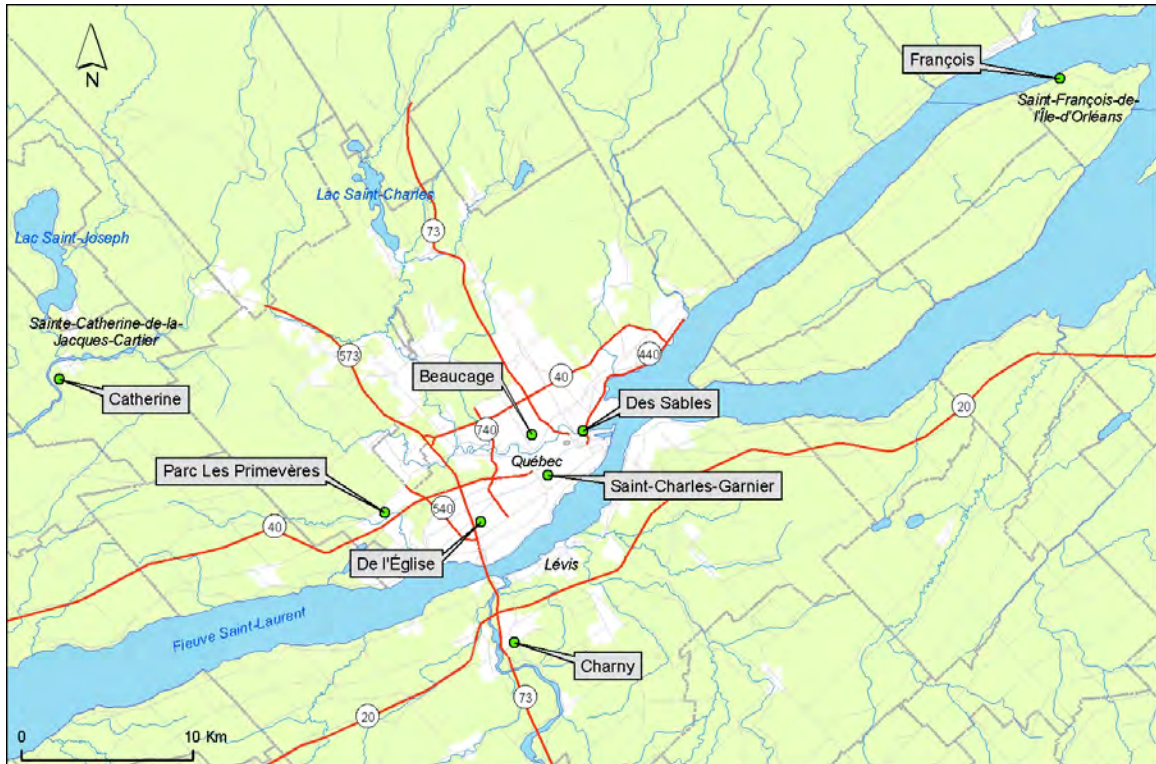 N
François
Saint-François-de-
l'Île-d'Orléans
Lac Saint-Charles
Lac Saint-Joseph
73
Sainte-Catherine-de-la-
Jacques-Cartier
573
440
40
Beaucage
Catherine
Des Sables
20
740
Québec
Parc Les Primevères
Saint-Charles-Garnier
540
40
De l'Église
Lévis
Fleuve Saint-Laurent
Charny
73
20
0
10 Km